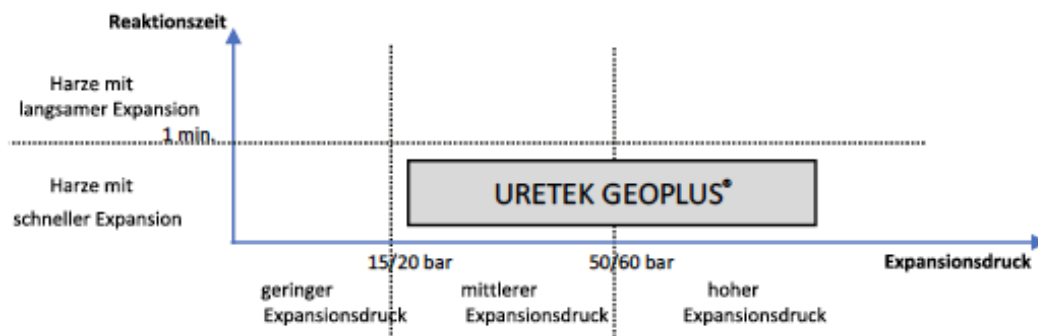 Reaktionszeit
Harze mit
langsamer Expansion
1 min.
Harze mit
schneller Expansion
URETEK GEOPLUS®
15/20 bar
50/60 bar
Expansionsdruck
geringer
Expansionsdruck
mittlerer
Expansionsdruck
hoher
Expansionsdruck